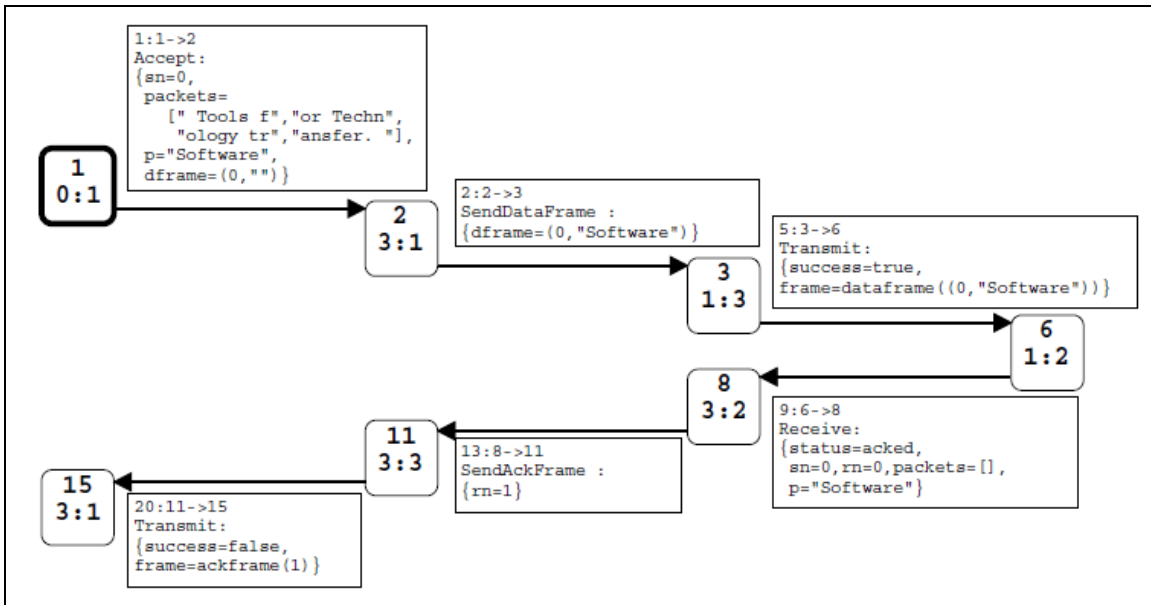 1:1->2
Accept:
{sn=0,
packets=
[" Tools f","or Techn",
"ology tr","ansfer. "],
p="Software",
dframe=(0,"")}
1
0:1
2
3:1
2:2->3
SendDataFrame :
{dframe=(0,"Software")}
3
1:3
5:3->6
Transmit:
{success=true,
frame=dataframe((0,"Software"))}
6
1:2
9:6->8
Receive:
{status=acked,
sn=0,rn=0,packets=[],
p="Software"}
8
3:2
13:8->11
SendAckFrame :
{rn=1}
11
3:3
20:11->15
Transmit:
{success=false,
frame=ackframe(1)}
15
3:1